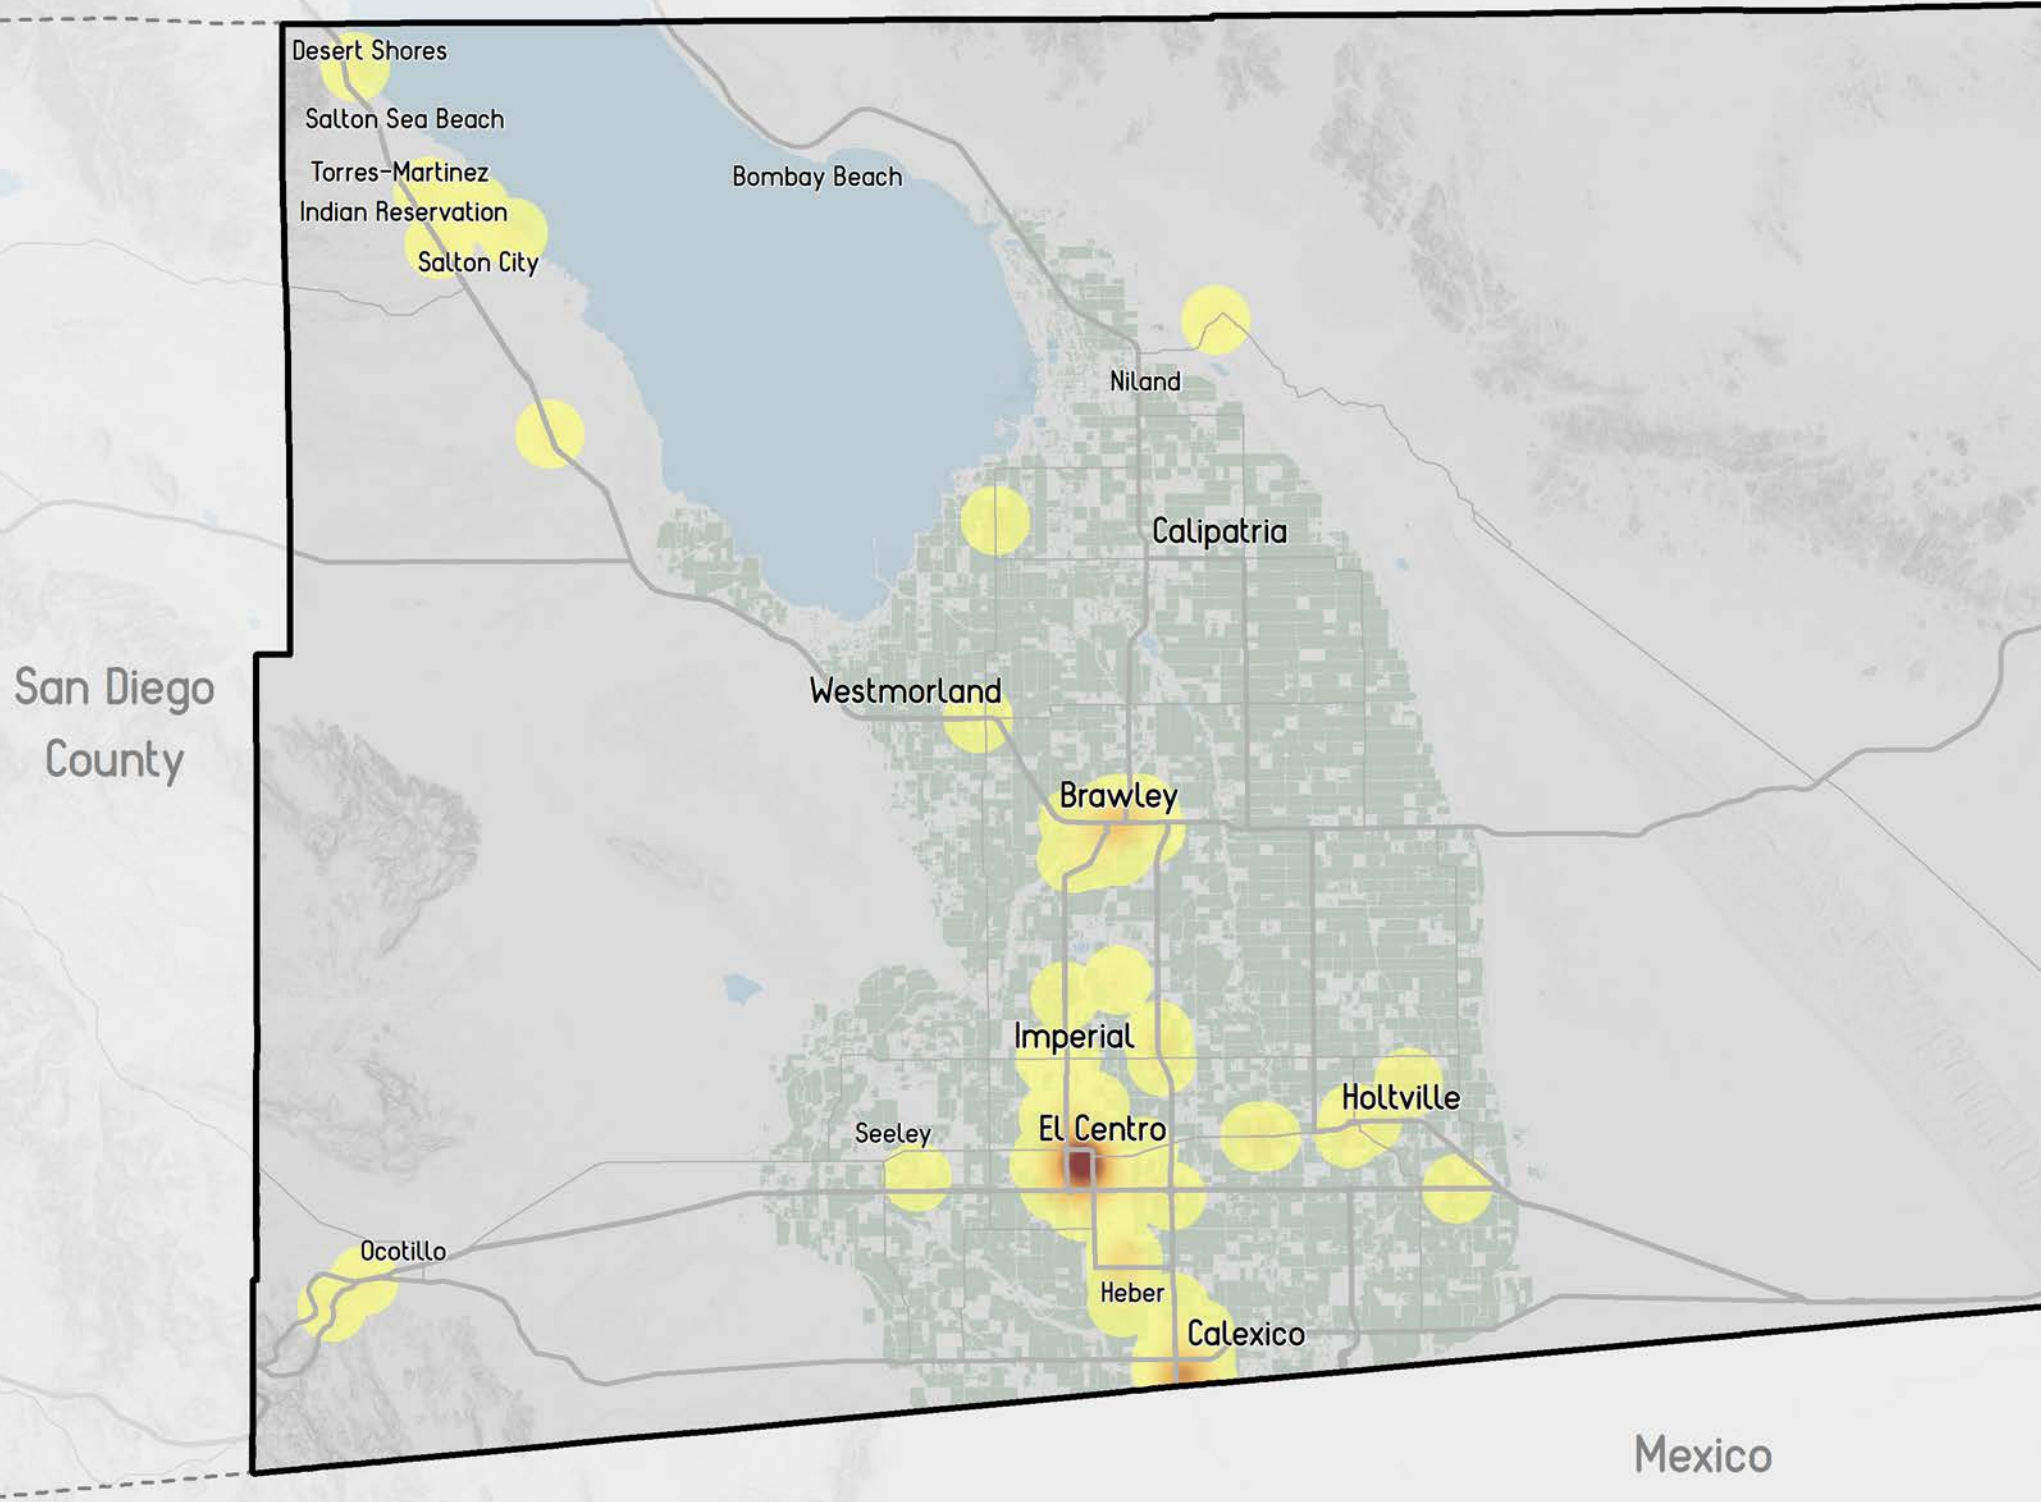 Desert Shores
Salton Sea Beach
Torres-Martinez
Indian Reservation
Salton City
Bombay Beach
Niland
Calipatria
San Diego
County
Westmorland
Brawley
Imperial
Holtville
El Centro
Seeley
Ocotillo
Heber
Calexico
Mexico